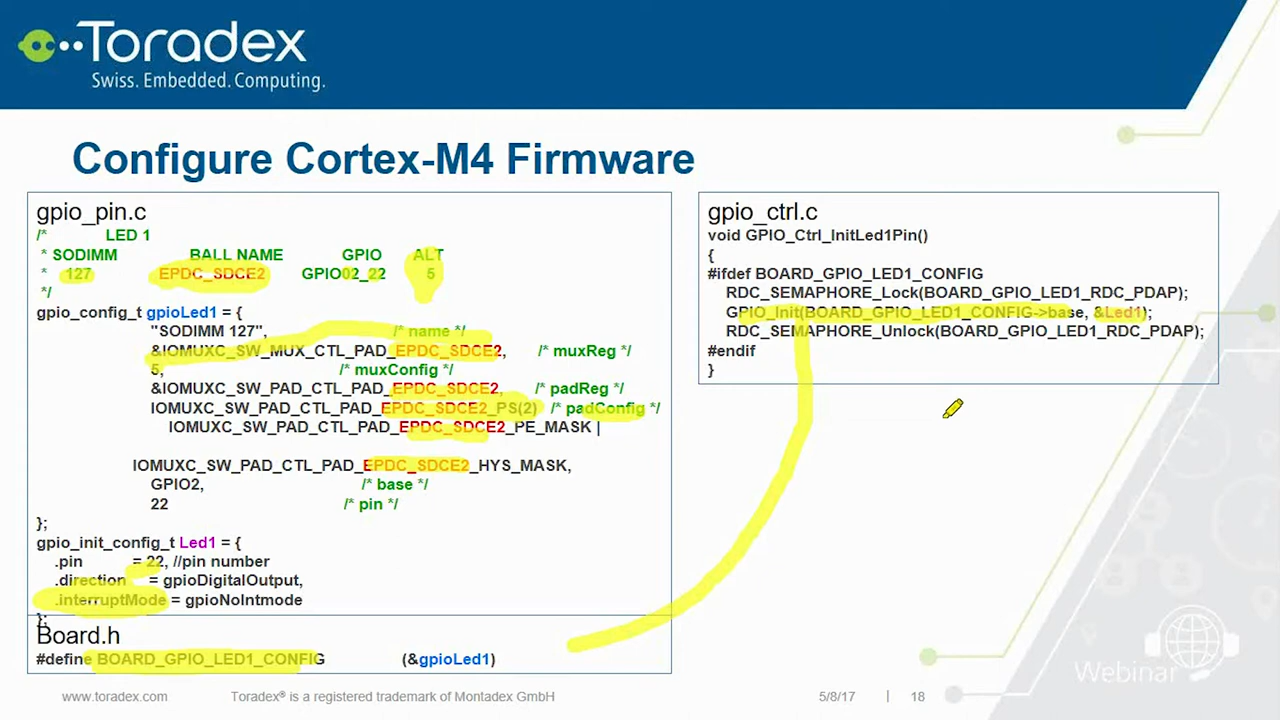 Toradex
Swiss. Embedded. Computing.
Configure Cortex-M4 Firmware
gpio_pin.c
/* LED 1
* SODIMM BALL NAME GPIO ALT
* 127 EPDC_SDCE2 GPIO02_22 5
*/
gpio_config_t gpioLed1 = {
"SODIMM 127", /* name */
&IOMUXC_SW_MUX_CTL_PAD_EPDC_SDCE2, /* muxReg */
5, /* muxConfig */
&IOMUXC_SW_PAD_CTL_PAD_EPDC_SDCE2, /* padReg */
IOMUXC_SW_PAD_CTL_PAD_EPDC_SDCE2_PS(2) /* padConfig */
IOMUXC_SW_PAD_CTL_PAD_EPDC_SDCE2_PE_MASK |
IOMUXC_SW_PAD_CTL_PAD_EPDC_SDCE2_HYS_MASK,
GPIO2, /* base */
22 /* pin */
};
gpio_init_config_t Led1 = {
.pin = 22, //pin number
.direction = gpioDigitalOutput,
.interruptMode = gpioNoIntmode
};
Board.h
#define BOARD_GPIO_LED1_CONFIG (&gpioLed1)
gpio_ctrl.c
void GPIO_Ctrl_InitLed1Pin()
{
#ifdef BOARD_GPIO_LED1_CONFIG
RDC_SEMAPHORE_Lock(BOARD_GPIO_LED1_RDC_PDAP);
GPIO_Init(BOARD_GPIO_LED1_CONFIG->base, &Led1);
RDC_SEMAPHORE_Unlock(BOARD_GPIO_LED1_RDC_PDAP);
#endif
}
Webinar
www.toradex.com Toradex® is a registered trademark of Montadex GmbH 5/8/17 | 18